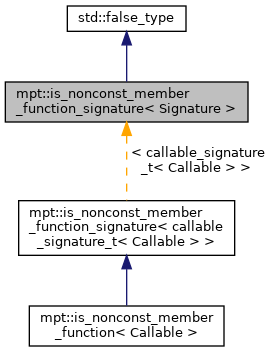 std::false_type
mpt::is_nonconst_member
_function_signature< Signature >
< callable_signature
_t< Callable > >
mpt::is_nonconst_member
_function_signature< callable
_signature_t< Callable > >
mpt::is_nonconst_member
_function< Callable >